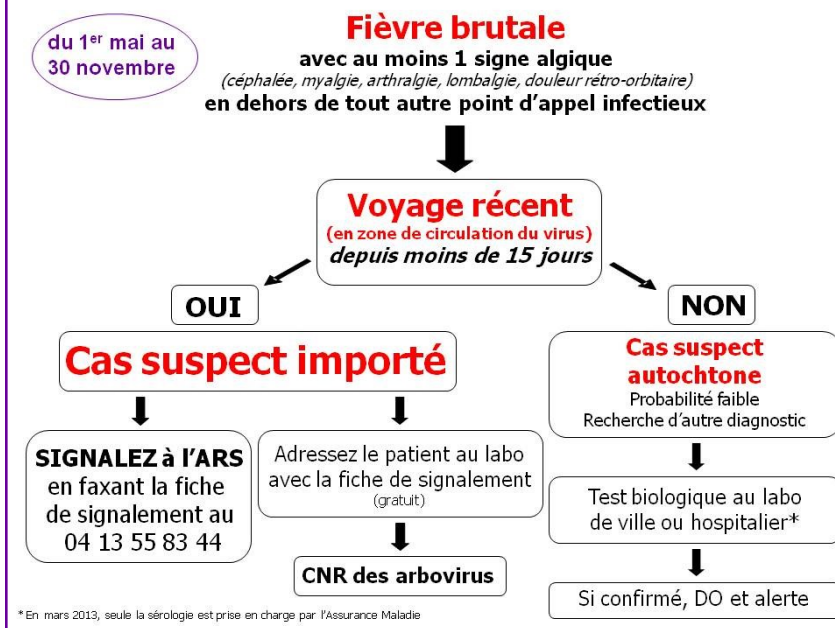 du 1er mai au
30 novembre
Fièvre brutale
avec au moins 1 signe algique
(céphalée, myalgie, arthralgie, lombalgie, douleur rétro-orbitaire)
en dehors de tout autre point d'appel infectieux
Voyage récent
(en zone de circulation du virus)
depuis moins de 15 jours
OUI
NON
Cas suspect importé
Cas suspect
autochtone
Probabilité faible
Recherche d'autre diagnostic
SIGNALEZ à l'ARS
en faxant la fiche
de signalement au
04 13 55 83 44
Adressez le patient au labo
avec la fiche de signalement
(gratuit)
Test biologique au labo
de ville ou hospitalier*
CNR des arbovirus
Si confirmé, DO et alerte
* En mars 2013, seule la sérologie est prise en charge par l'Assurance Maladie